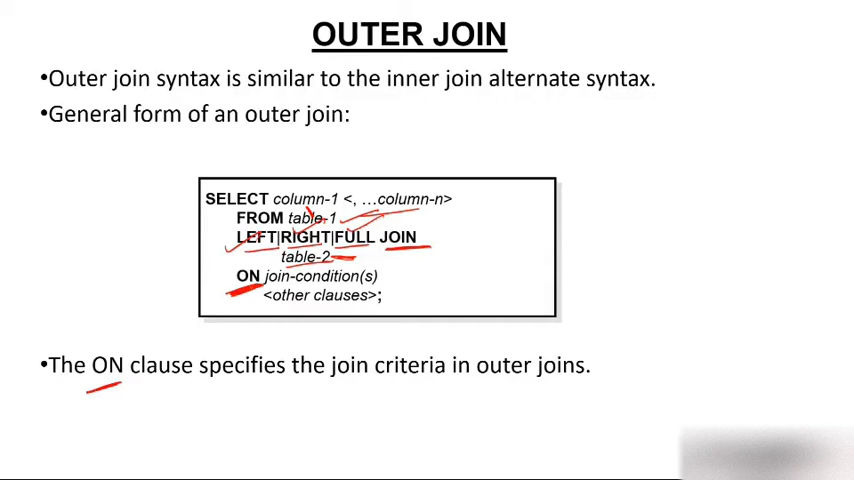 OUTER JOIN
•Outer join syntax is similar to the inner join alternate syntax.
•General form of an outer join:
SELECT column-1 <, …column-n>
FROM table-1
LEFT|RIGHT|FULL JOIN
table-2
ON join-condition(s)
<other clauses>;
•The ON clause specifies the join criteria in outer joins.